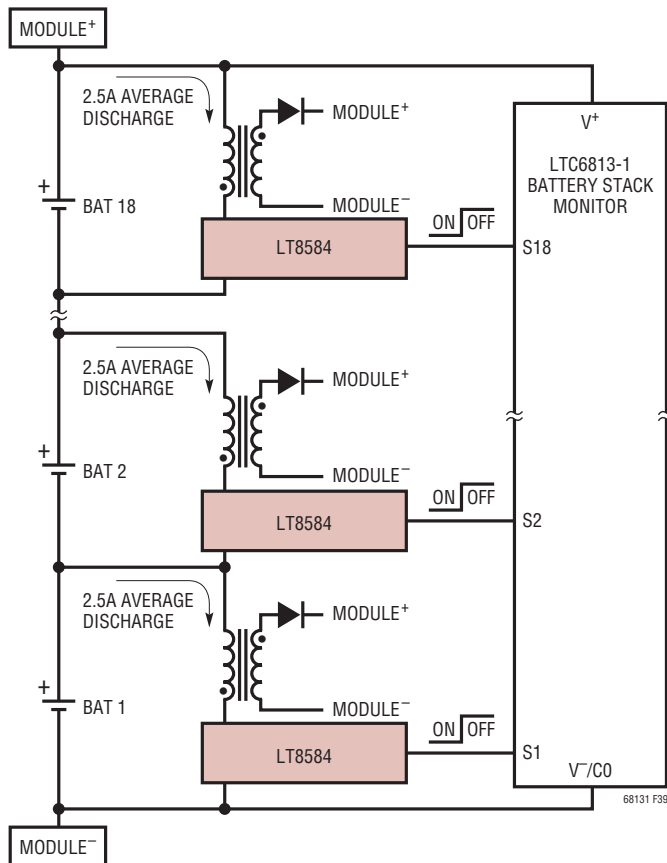 MODULE+
2.5A AVERAGE
DISCHARGE
MODULE+
V+
LTC6813-1
BATTERY STACK
MONITOR
+
BAT 18
MODULE–
ON OFF
LT8584
S18
2.5A AVERAGE
DISCHARGE
MODULE+
+
BAT 2
MODULE–
ON OFF
LT8584
S2
2.5A AVERAGE
DISCHARGE
MODULE+
+
BAT 1
MODULE–
ON OFF
LT8584
S1
V–/C0
68131 F39
MODULE–